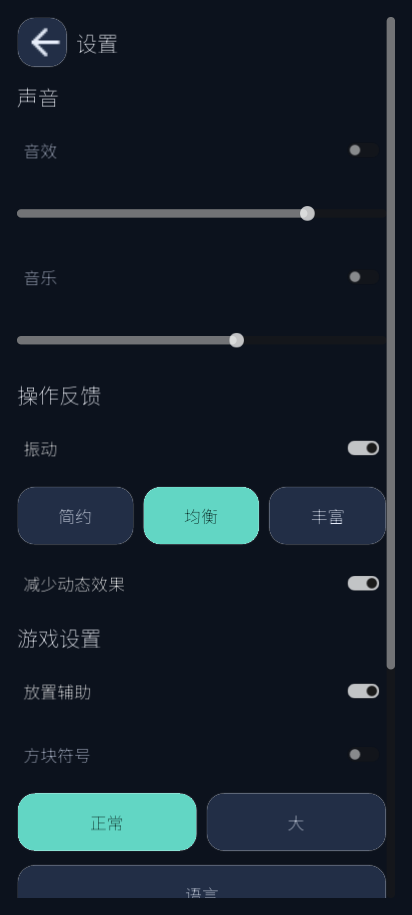 设置
声音
音效
音乐
操作反馈
振动
简约 均衡 丰富
减少动态效果
游戏设置
放置辅助
方块符号
正常 大
语言